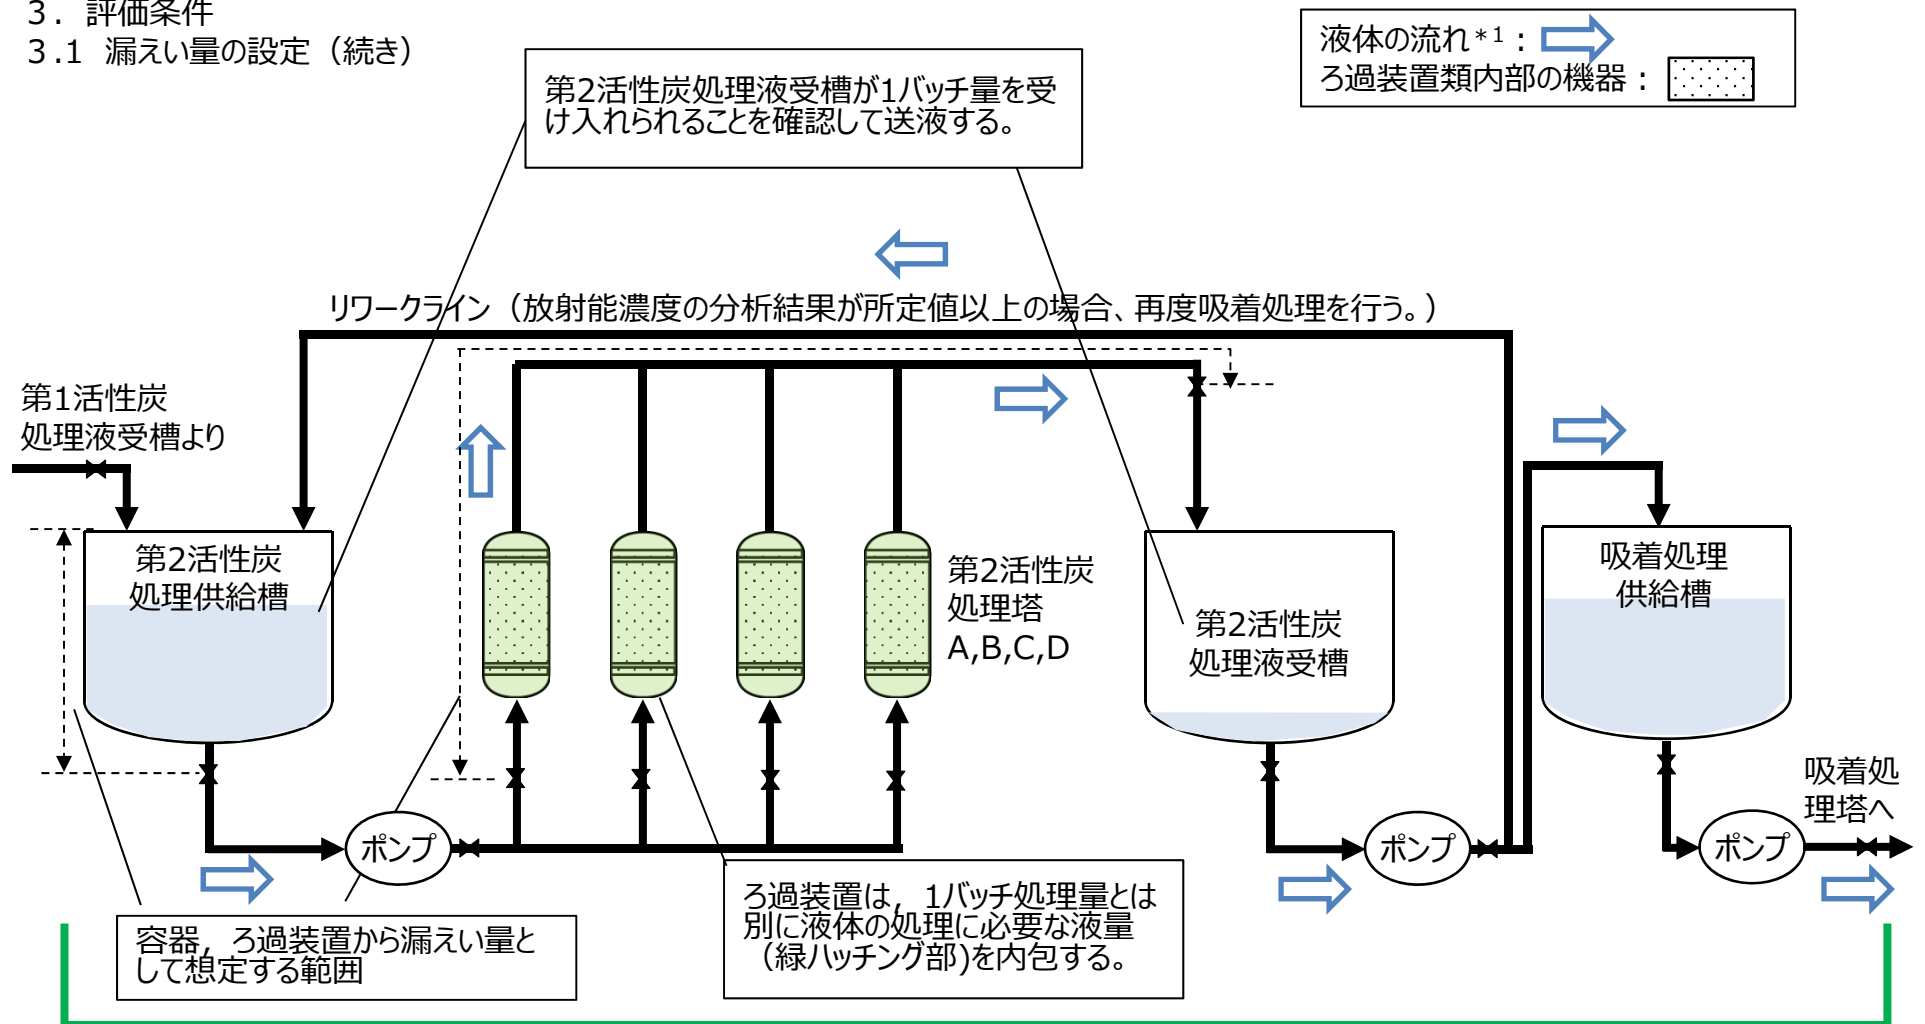 3. 評価条件
3.1 漏えい量の設定（続き）
液体の流れ*1：
ろ過装置類内部の機器：
第2活性炭処理液受槽が1バッチ量を受
け入れられることを確認して送液する。
リワークライン（放射能濃度の分析結果が所定値以上の場合、再度吸着処理を行う。）
第1活性炭
処理液受槽より
第2活性炭
処理供給槽
第2活性炭
処理塔
A,B,C,D
第2活性炭
処理液受槽
吸着処理
供給槽
吸着処
理塔へ
ポンプ
ポンプ
ポンプ
容器，ろ過装置から漏えい量と
して想定する範囲
ろ過装置は，1バッチ処理量とは
別に液体の処理に必要な液量
（緑ハッチング部)を内包する。